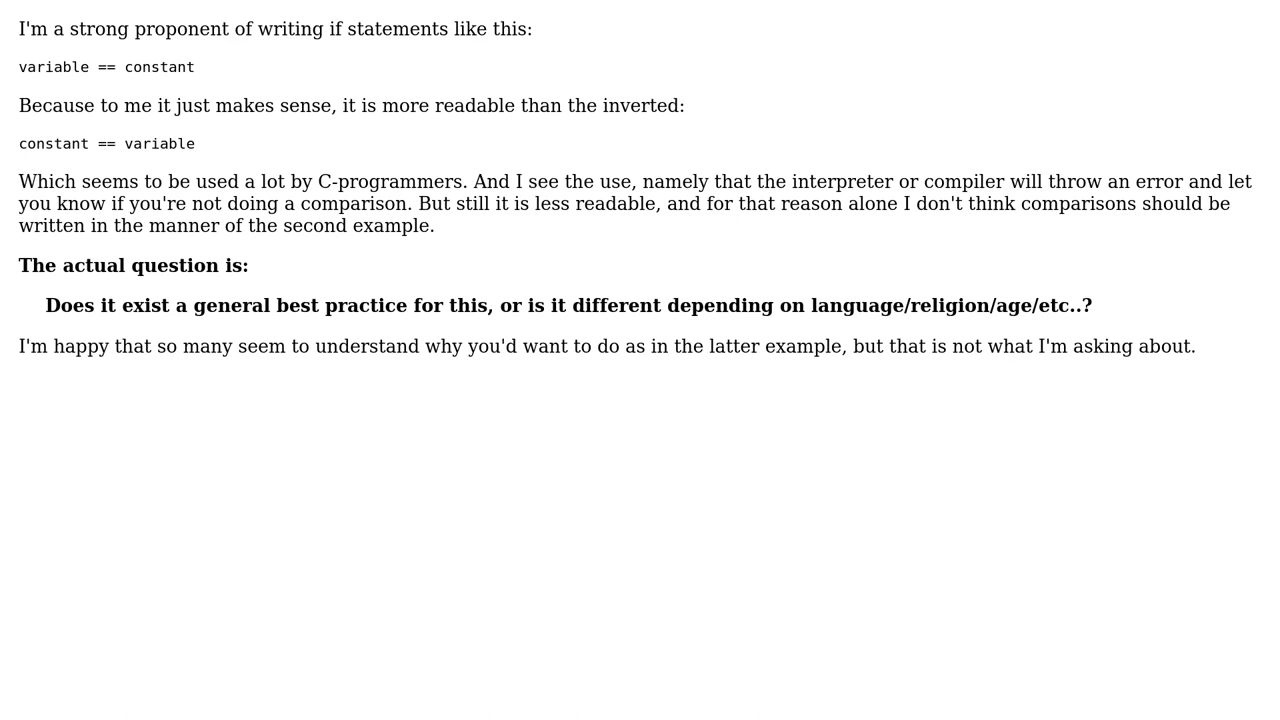 I'm a strong proponent of writing if statements like this:
variable == constant
Because to me it just makes sense, it is more readable than the inverted:
constant == variable
Which seems to be used a lot by C-programmers. And I see the use, namely that the interpreter or compiler will throw an error and let
you know if you're not doing a comparison. But still it is less readable, and for that reason alone I don't think comparisons should be
written in the manner of the second example.
The actual question is:
Does it exist a general best practice for this, or is it different depending on language/religion/age/etc..?
I'm happy that so many seem to understand why you'd want to do as in the latter example, but that is not what I'm asking about.